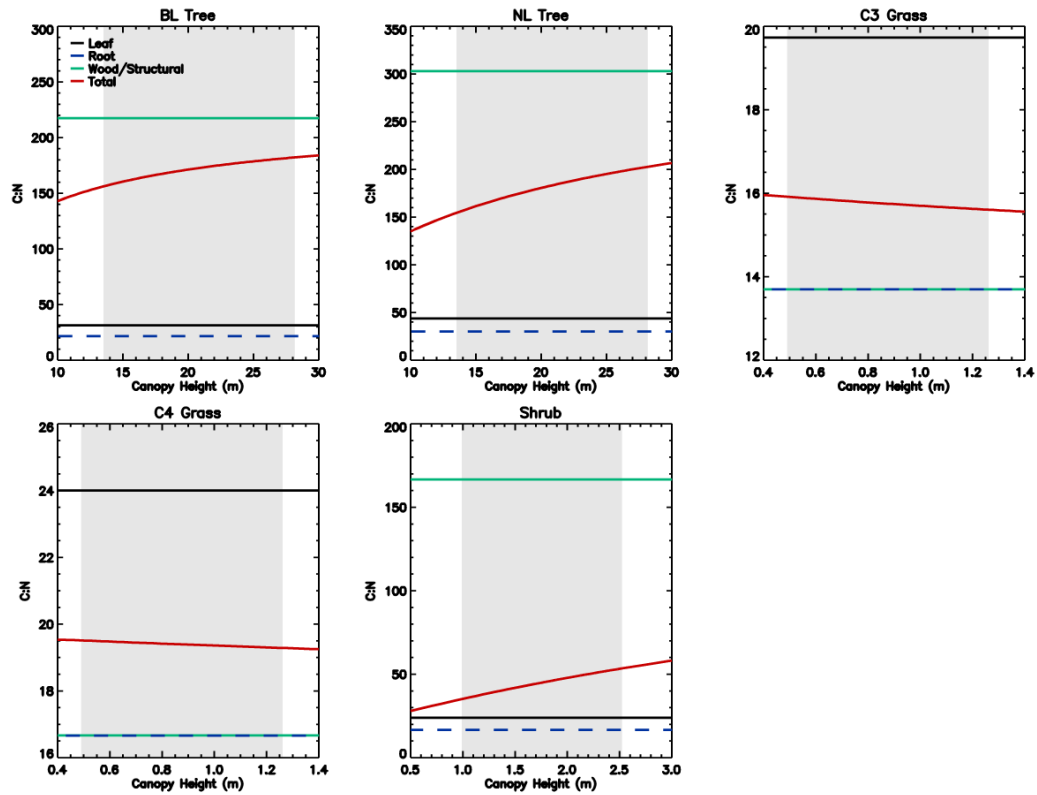 BL Tree
300
250
200
150
100
50
0
C:N
Leaf
Root
Wood/Structural
Total
10 15 20 25 30
Canopy Height (m)
NL Tree
350
300
250
200
150
100
50
0
C:N
10 15 20 25 30
Canopy Height (m)
C3 Grass
20
18
16
14
12
C:N
0.4 0.6 0.8 1.0 1.2 1.4
Canopy Height (m)
C4 Grass
26
24
22
20
18
16
C:N
0.4 0.6 0.8 1.0 1.2 1.4
Canopy Height (m)
Shrub
200
150
100
50
0
C:N
0.5 1.0 1.5 2.0 2.5 3.0
Canopy Height (m)